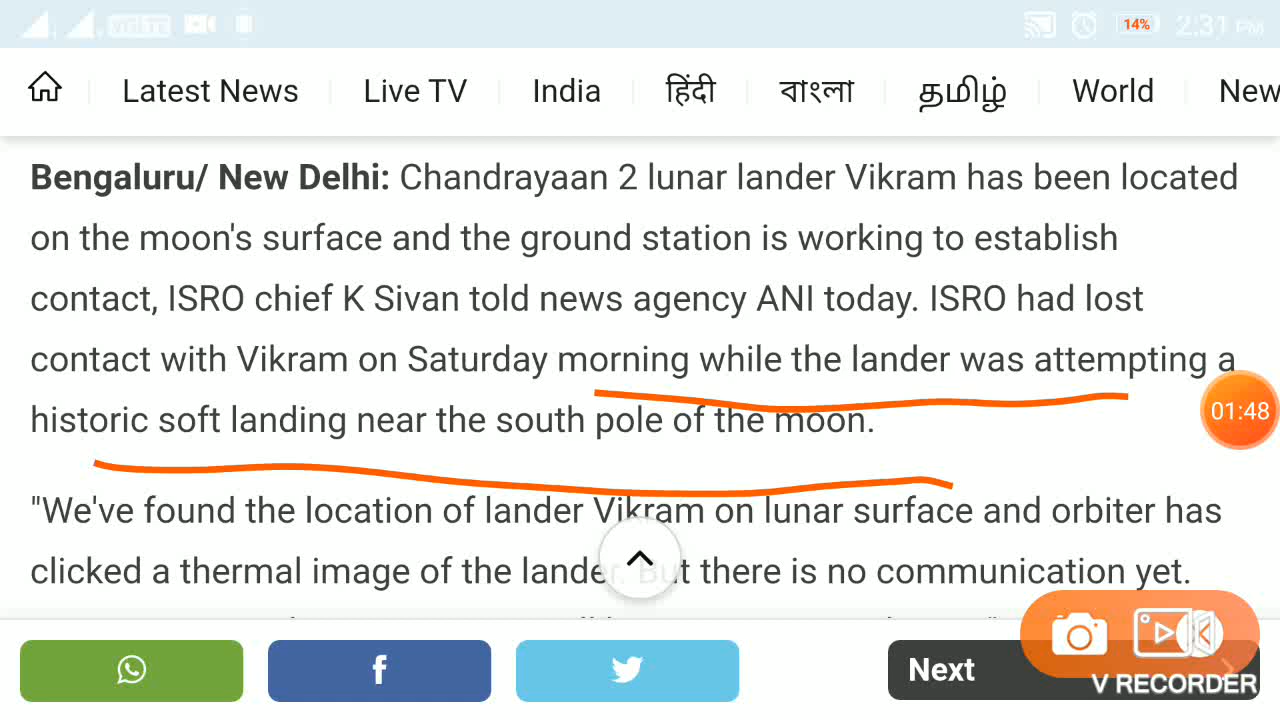 14% 2:31 PM
Latest News Live TV India हिंदी বাংলা தமிழ் World New
Bengaluru/ New Delhi: Chandrayaan 2 lunar lander Vikram has been located
on the moon's surface and the ground station is working to establish
contact, ISRO chief K Sivan told news agency ANI today. ISRO had lost
contact with Vikram on Saturday morning while the lander was attempting a
historic soft landing near the south pole of the moon.
01:48
"We've found the location of lander Vikram on lunar surface and orbiter has
clicked a thermal image of the lander. But there is no communication yet.
f Next
V RECORDER